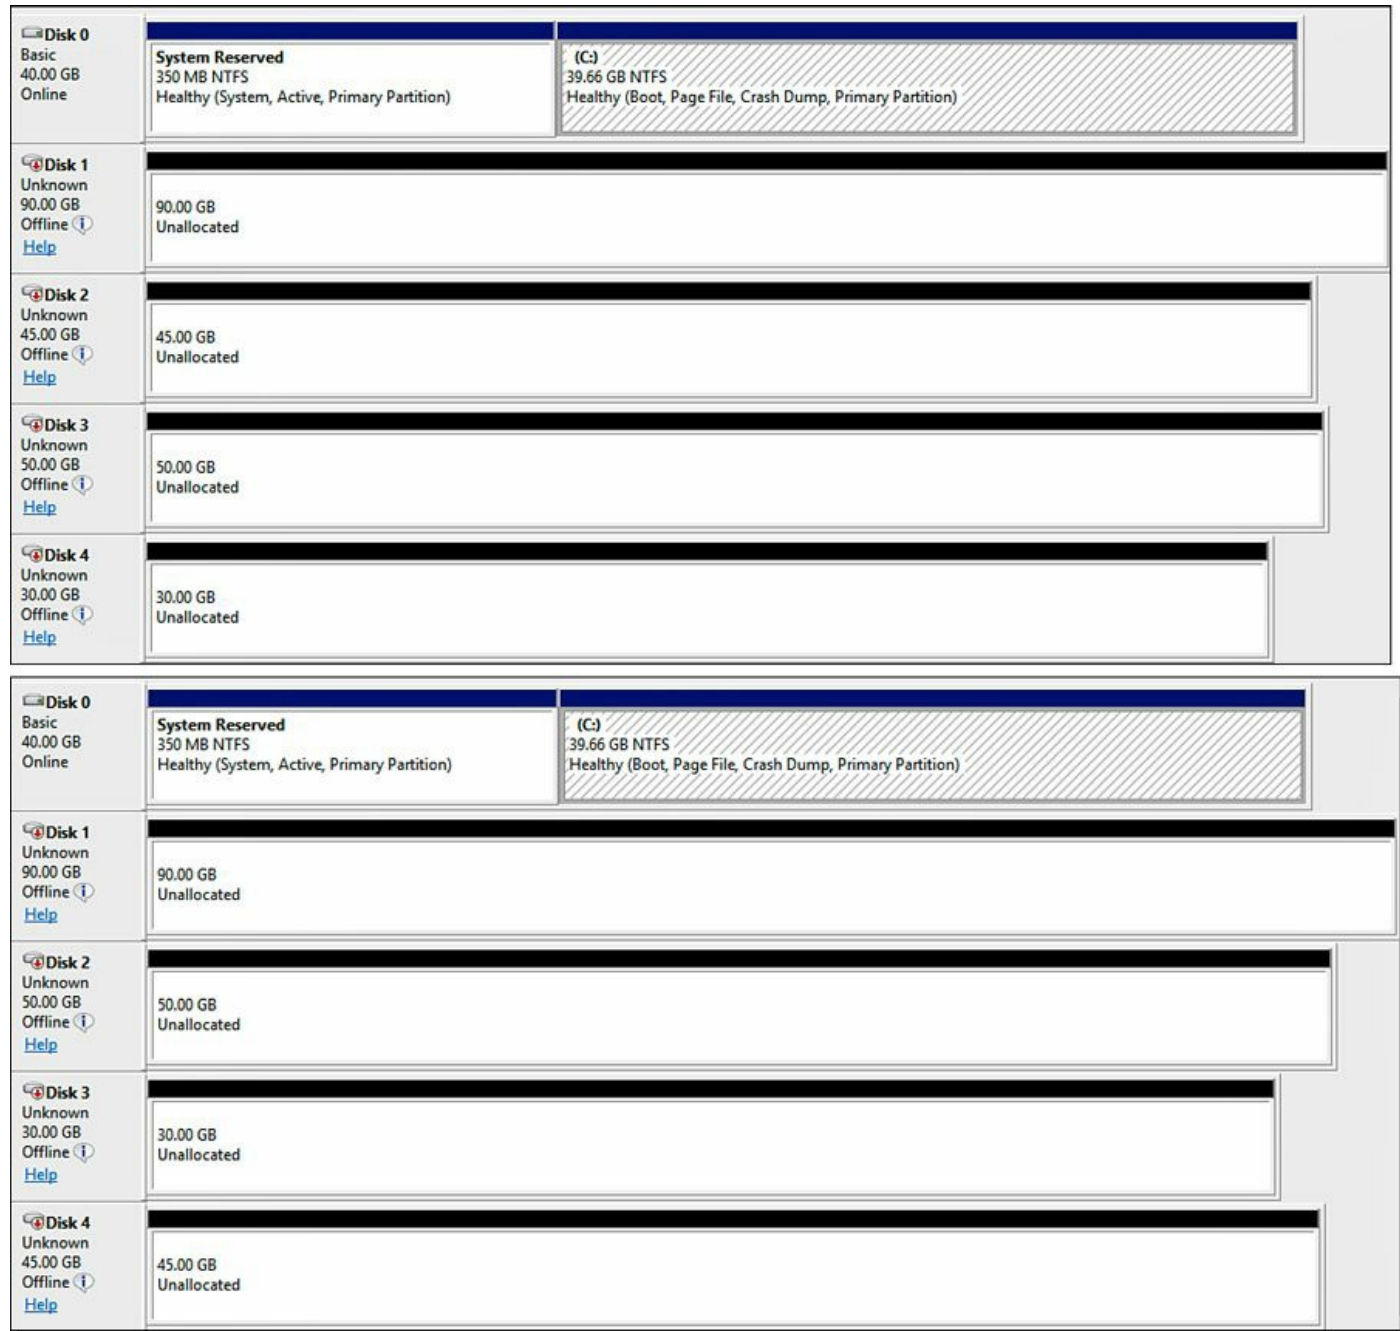 Disk 0
Basic
40.00 GB
Online
System Reserved
350 MB NTFS
Healthy (System, Active, Primary Partition)
(C:)
39.66 GB NTFS
Healthy (Boot, Page File, Crash Dump, Primary Partition)
Disk 1
Unknown
90.00 GB
Offline
Help
90.00 GB
Unallocated
Disk 2
Unknown
45.00 GB
Offline
Help
45.00 GB
Unallocated
Disk 3
Unknown
50.00 GB
Offline
Help
50.00 GB
Unallocated
Disk 4
Unknown
30.00 GB
Offline
Help
30.00 GB
Unallocated
Disk 0
Basic
40.00 GB
Online
System Reserved
350 MB NTFS
Healthy (System, Active, Primary Partition)
(C:)
39.66 GB NTFS
Healthy (Boot, Page File, Crash Dump, Primary Partition)
Disk 1
Unknown
90.00 GB
Offline
Help
90.00 GB
Unallocated
Disk 2
Unknown
50.00 GB
Offline
Help
50.00 GB
Unallocated
Disk 3
Unknown
30.00 GB
Offline
Help
30.00 GB
Unallocated
Disk 4
Unknown
45.00 GB
Offline
Help
45.00 GB
Unallocated